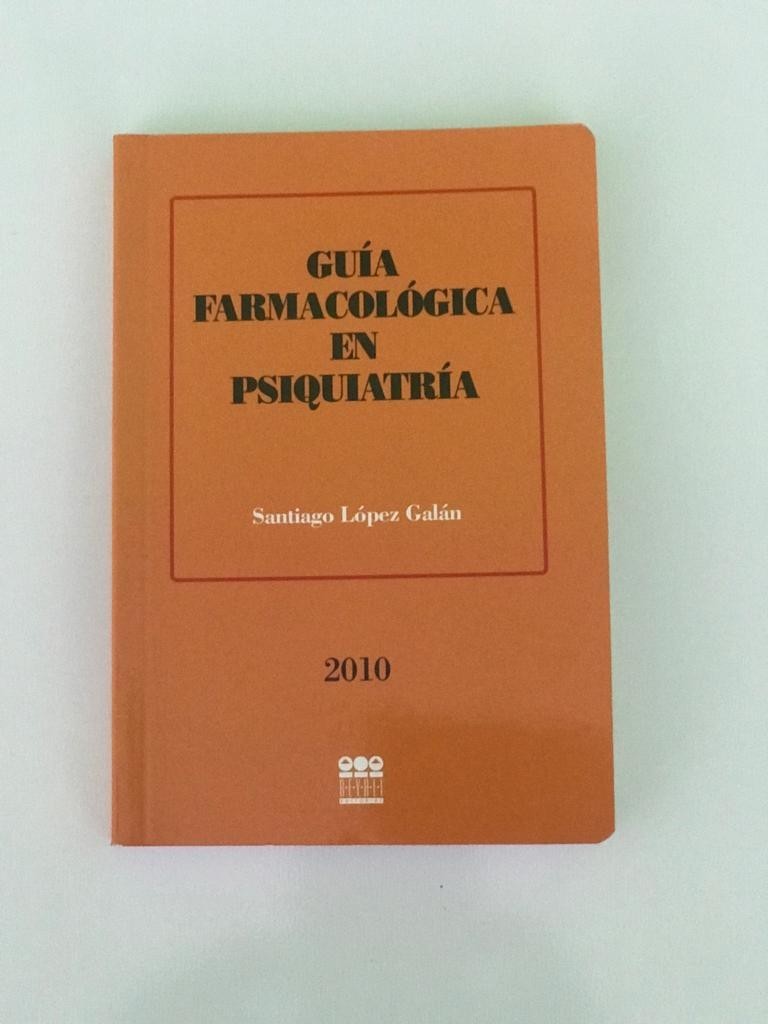 GUÍA
FARMACOLÓGICA
EN
PSIQUIATRÍA
Santiago López Galán
2010